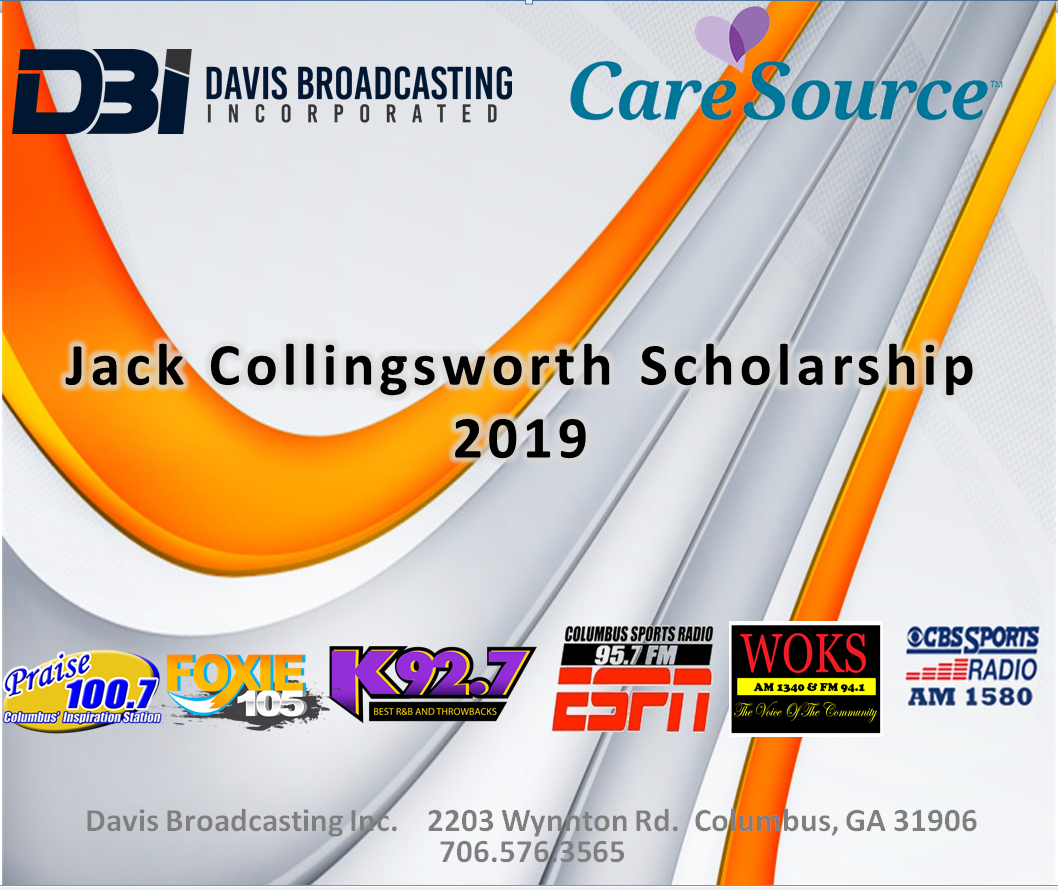 DBI DAVIS BROADCASTING
INCORPORATED
CareSource™
Jack Collingsworth Scholarship
2019
Praise
100.7
Columbus' Inspiration Station
FOXIE
105
K92.7
BEST R&B AND THROWBACKS
COLUMBUS SPORTS RADIO
95.7 FM
ESPN
WOKS
AM 1340 & FM 94.1
The Voice Of The Community
CBS SPORTS
RADIO
AM 1580
Davis Broadcasting Inc. 2203 Wynnton Rd. Columbus, GA 31906
706.576.3565